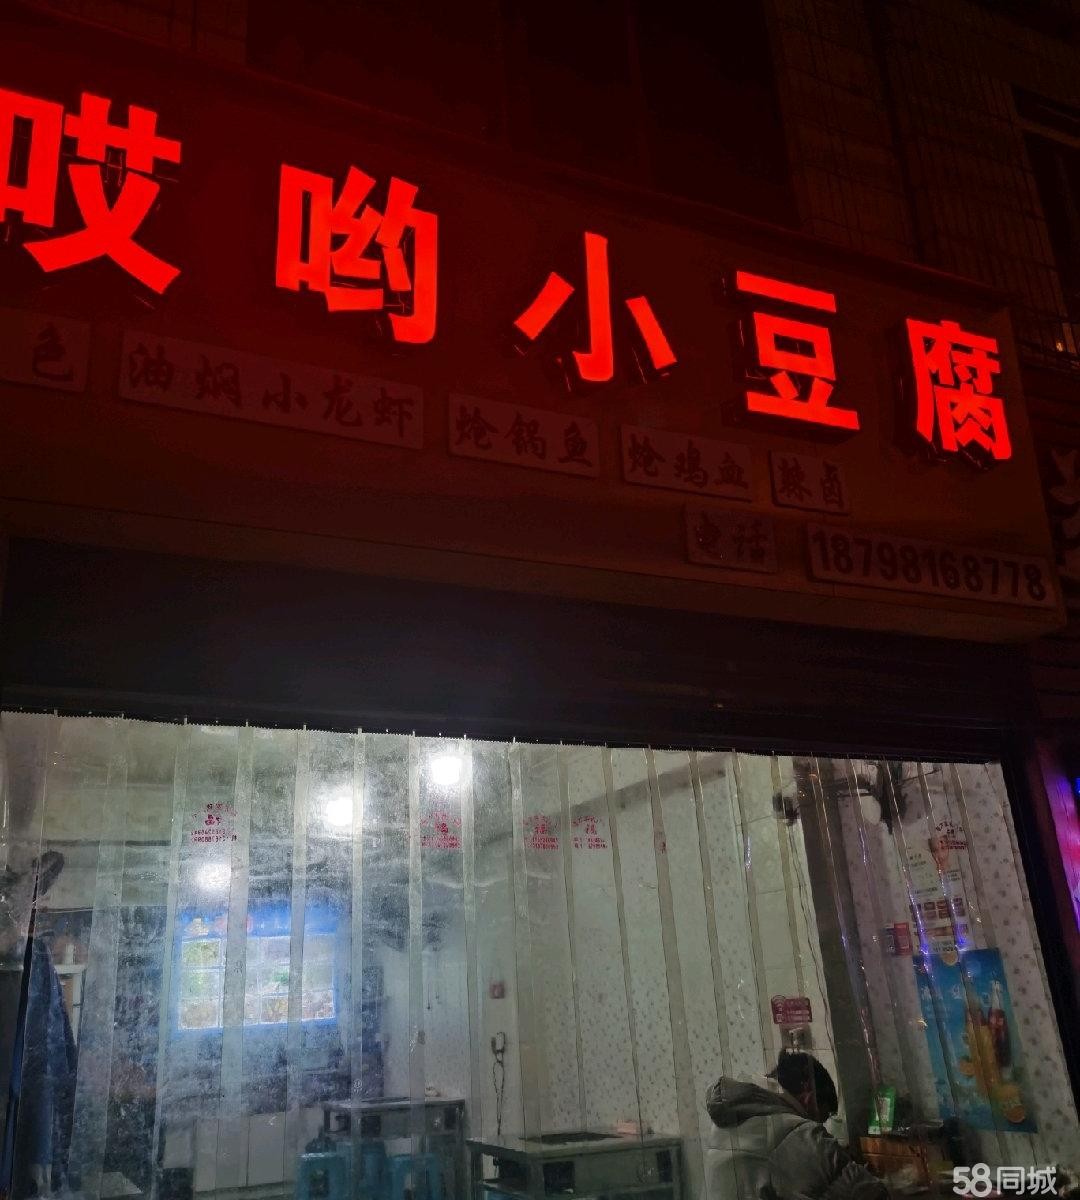 哎哟小豆腐
色 油焖小龙虾 炝锅鱼 炝鸡血 辣卤
电话 18798168778
58同城